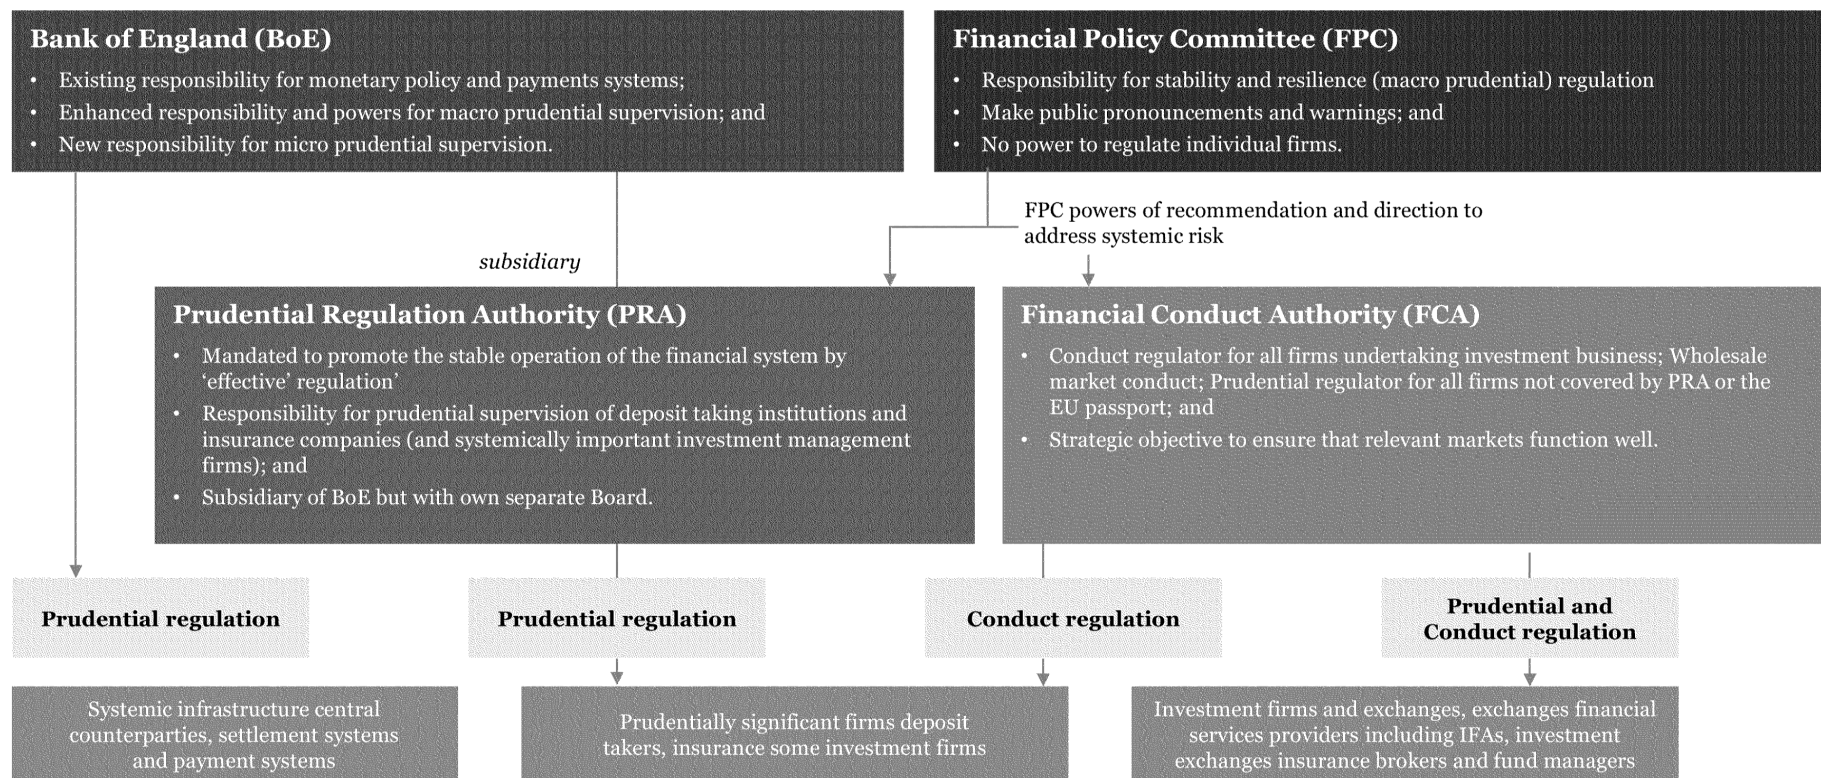 Bank of England (BoE)
• Existing responsibility for monetary policy and payments systems;
• Enhanced responsibility and powers for macro prudential supervision; and
• New responsibility for micro prudential supervision.
Financial Policy Committee (FPC)
• Responsibility for stability and resilience (macro prudential) regulation
• Make public pronouncements and warnings; and
• No power to regulate individual firms.
FPC powers of recommendation and direction to
address systemic risk
subsidiary
Prudential Regulation Authority (PRA)
• Mandated to promote the stable operation of the financial system by
‘effective’ regulation’
• Responsibility for prudential supervision of deposit taking institutions and
insurance companies (and systemically important investment management
firms); and
• Subsidiary of BoE but with own separate Board.
Financial Conduct Authority (FCA)
• Conduct regulator for all firms undertaking investment business; Wholesale
market conduct; Prudential regulator for all firms not covered by PRA or the
EU passport; and
• Strategic objective to ensure that relevant markets function well.
Prudential regulation
Prudential regulation
Conduct regulation
Prudential and
Conduct regulation
Systemic infrastructure central
counterparties, settlement systems
and payment systems
Prudentially significant firms deposit
takers, insurance some investment firms
Investment firms and exchanges, exchanges financial
services providers including IFAs, investment
exchanges insurance brokers and fund managers